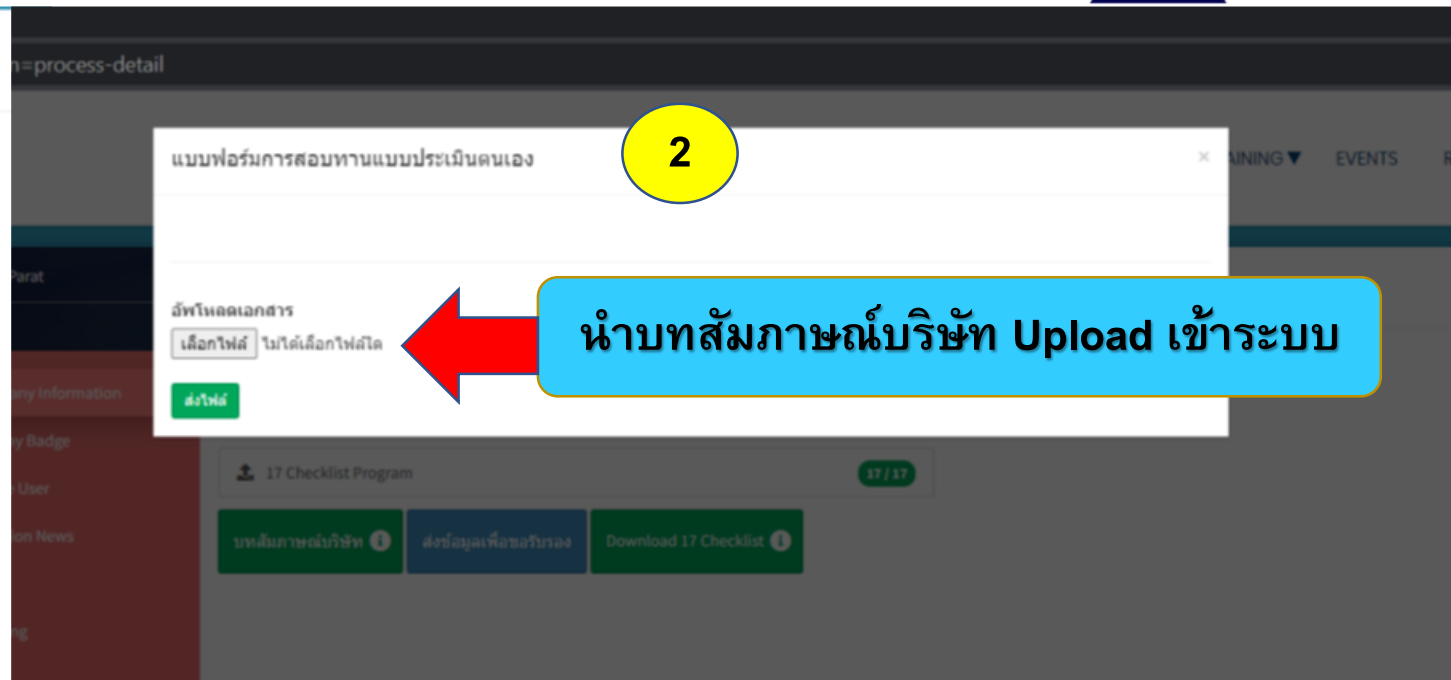 n=process-detail
แบบฟอร์มการสอบทานแบบประเมินตนเอง
2
×
AINING▼ EVENTS
Parat
อัพโหลดเอกสาร
เลือกไฟล์ ไม่ได้เลือกไฟล์ใด
นำบทสัมภาษณ์บริษัท Upload เข้าระบบ
ส่งไฟล์
any Information
ny Badge
User
ion News
ng
17 Checklist Program 17/17
บทสัมภาษณ์บริษัท ส่งข้อมูลเพื่อขอรับรอง Download 17 Checklist